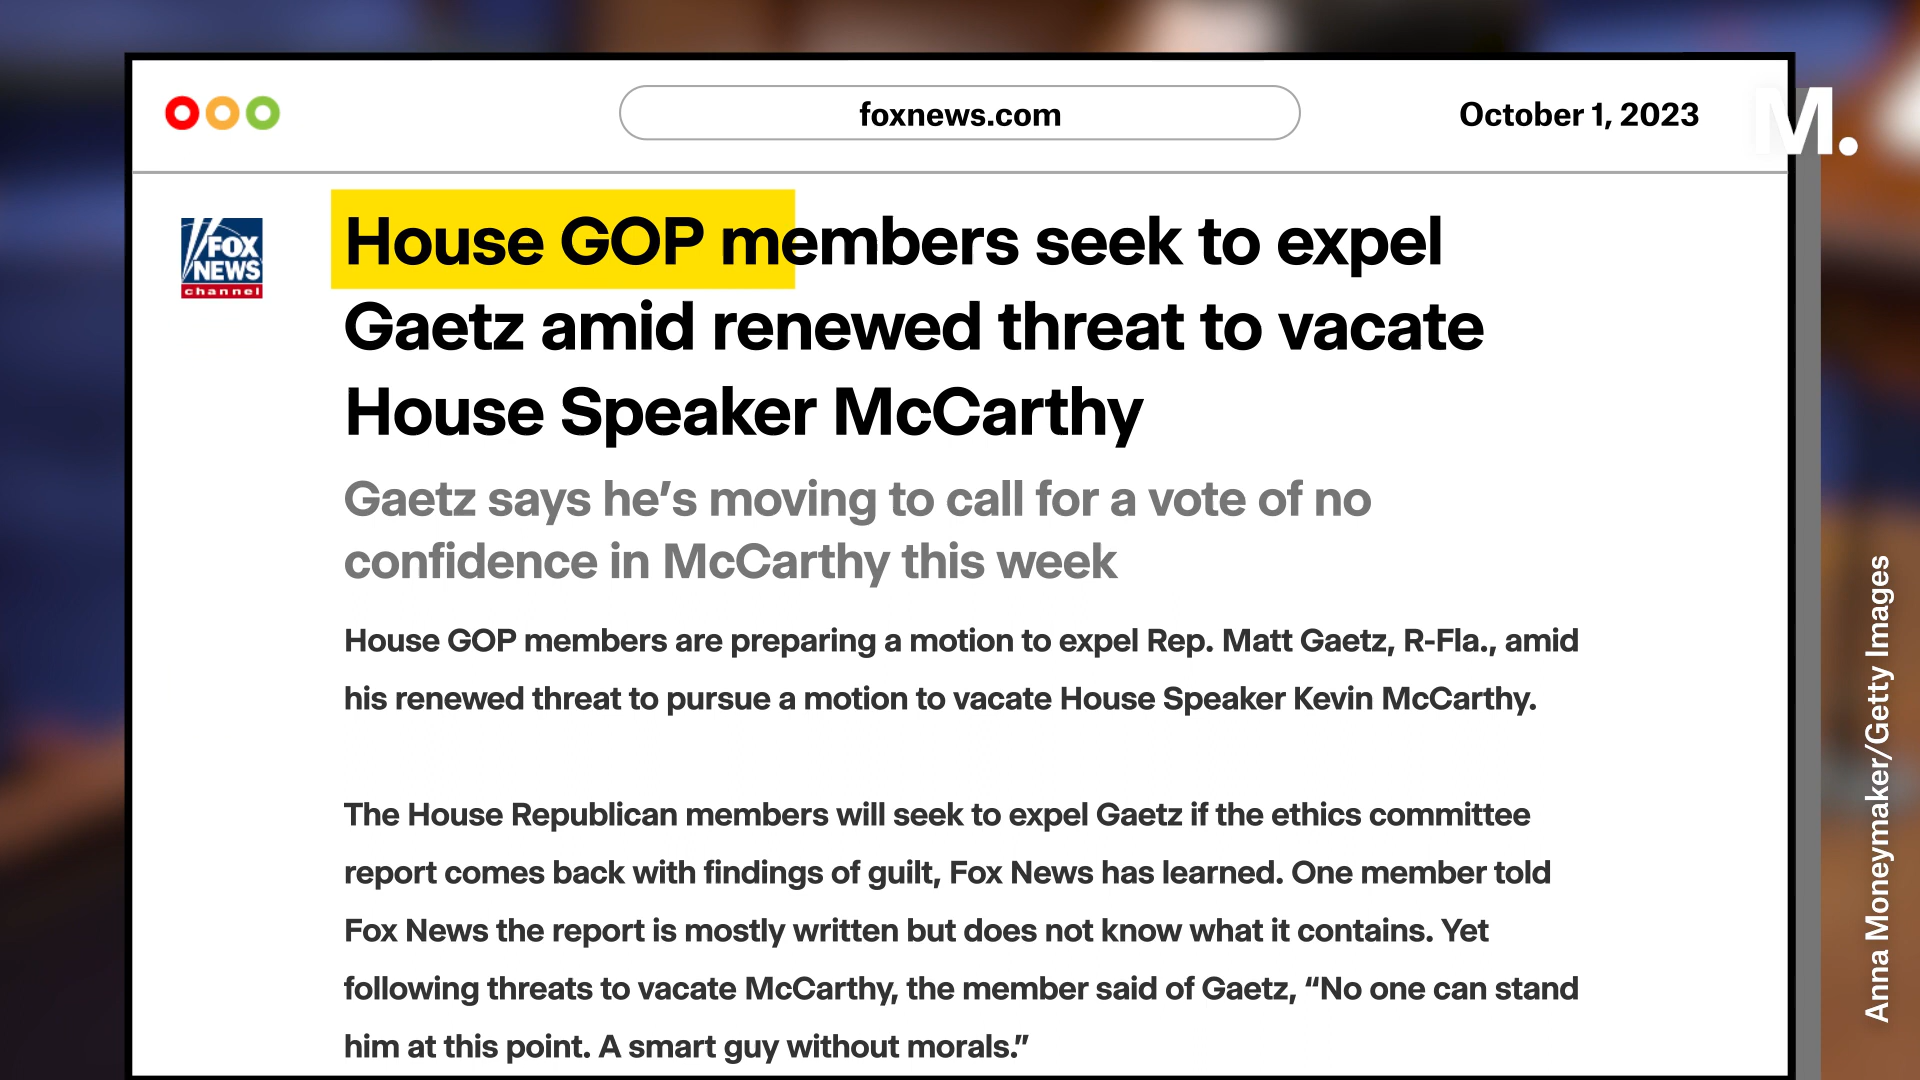 foxnews.com
October 1, 2023
M.
FOX
NEWS
channel
House GOP members seek to expel
Gaetz amid renewed threat to vacate
House Speaker McCarthy
Gaetz says he’s moving to call for a vote of no
confidence in McCarthy this week
House GOP members are preparing a motion to expel Rep. Matt Gaetz, R-Fla., amid
his renewed threat to pursue a motion to vacate House Speaker Kevin McCarthy.
The House Republican members will seek to expel Gaetz if the ethics committee
report comes back with findings of guilt, Fox News has learned. One member told
Fox News the report is mostly written but does not know what it contains. Yet
following threats to vacate McCarthy, the member said of Gaetz, “No one can stand
him at this point. A smart guy without morals.”
Anna Moneymaker/Getty Images